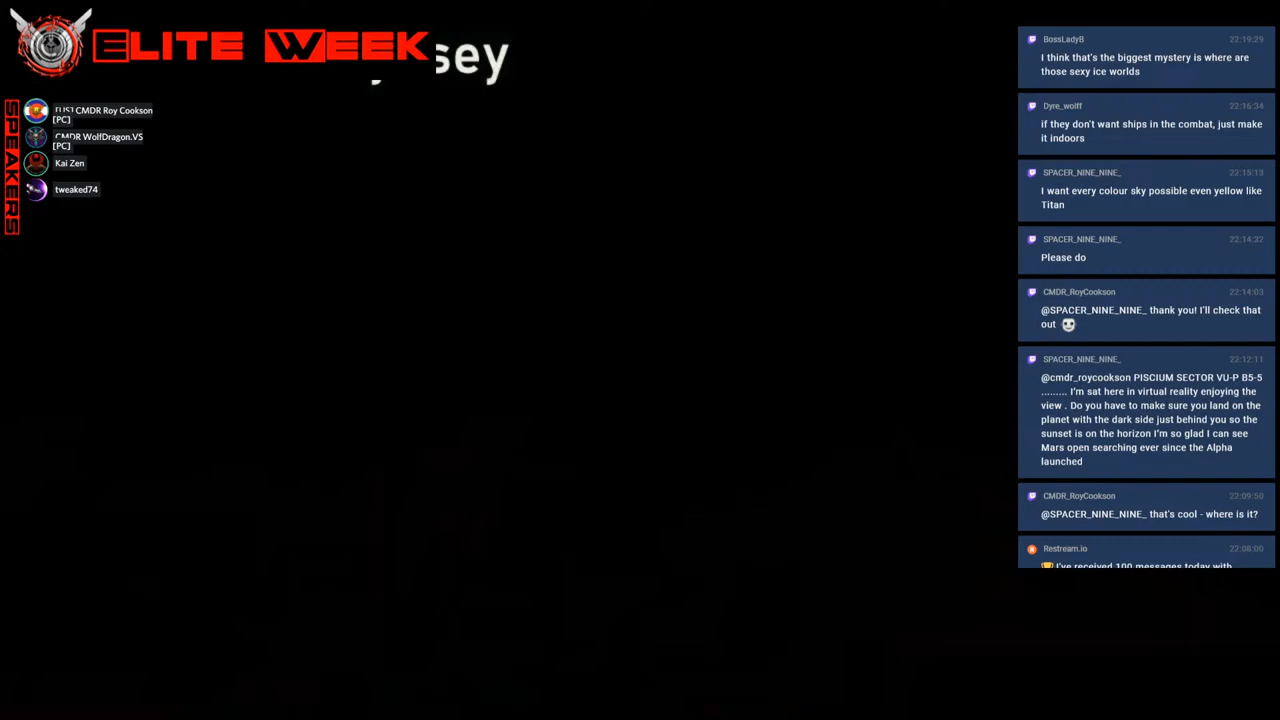 ELITE WEEK
sey
SPEAKERS
[US] CMDR Roy Cookson
[PC]
CMDR WolfDragon.VS
[PC]
Kai Zen
tweaked74
BossLadyB 22:19:29
I think that's the biggest mystery is where are
those sexy ice worlds
Dyre_wolff 22:16:34
if they don't want ships in the combat, just make
it indoors
SPACER_NINE_NINE_ 22:15:13
I want every colour sky possible even yellow like
Titan
SPACER_NINE_NINE_ 22:14:32
Please do
CMDR_RoyCookson 22:14:03
@SPACER_NINE_NINE_ thank you! I'll check that
out
SPACER_NINE_NINE_ 22:12:11
@cmdr_roycookson PISCIUM SECTOR VU-P B5-5
......... I'm sat here in virtual reality enjoying the
view . Do you have to make sure you land on the
planet with the dark side just behind you so the
sunset is on the horizon I'm so glad I can see
Mars open searching ever since the Alpha
launched
CMDR_RoyCookson 22:09:50
@SPACER_NINE_NINE_ that's cool - where is it?
Restream.io 22:08:00
I've received 100 messages today with